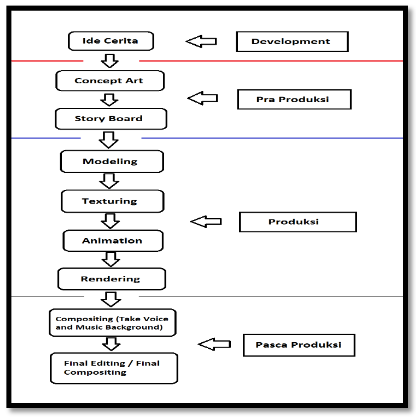 Ide Cerita
Development
Concept Art
Pra Produksi
Story Board
Modeling
Texturing
Produksi
Animation
Rendering
Compositing (Take Voice
and Music Background)
Pasca Produksi
Final Editing / Final
Compositing